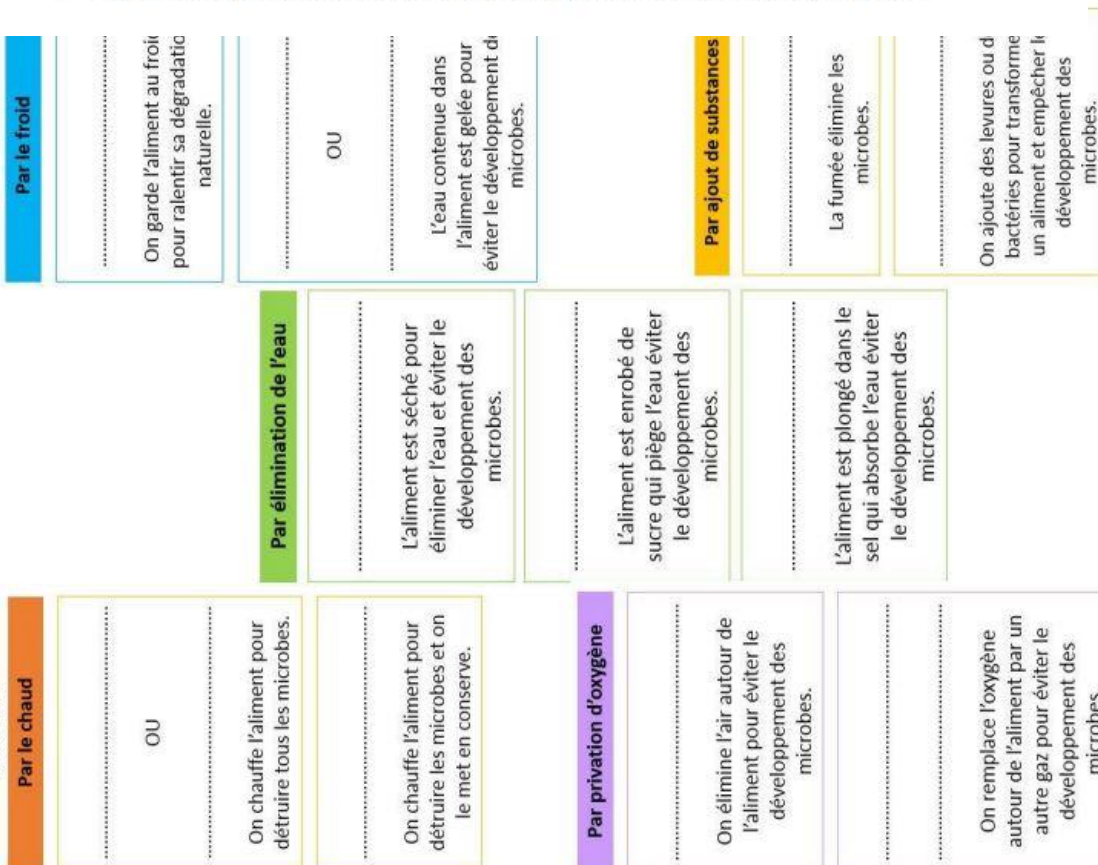 Par le chaud
OU
On chauffe l'aliment pour
détruire tous les microbes.
On chauffe l'aliment pour
détruire les microbes et on
le met en conserve.
Par élimination de l'eau
L'aliment est séché pour
éliminer l'eau et éviter le
développement des
microbes.
L'aliment est enrobé de
sucre qui piège l'eau éviter
le développement des
microbes.
L'aliment est plongé dans le
sel qui absorbe l'eau éviter
le développement des
microbes.
Par le froid
On garde l'aliment au froid
pour ralentir sa dégradatio
naturelle.
OU
L'eau contenue dans
l'aliment est gelée pour
éviter le développement de
microbes.
Par privation d'oxygène
On élimine l'air autour de
l'aliment pour éviter le
développement des
microbes.
On remplace l'oxygène
autour de l'aliment par un
autre gaz pour éviter le
développement des
microbes
Par ajout de substances
La fumée élimine les
microbes.
On ajoute des levures ou d
bactéries pour transforme
un aliment et empêcher le
développement des
microbes.